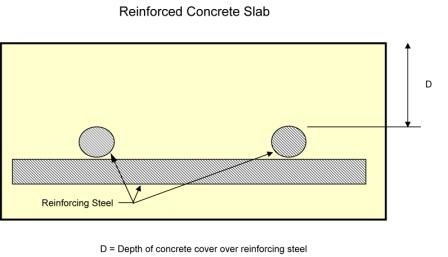 Reinforced Concrete Slab
D
Reinforcing Steel
D = Depth of concrete cover over reinforcing steel